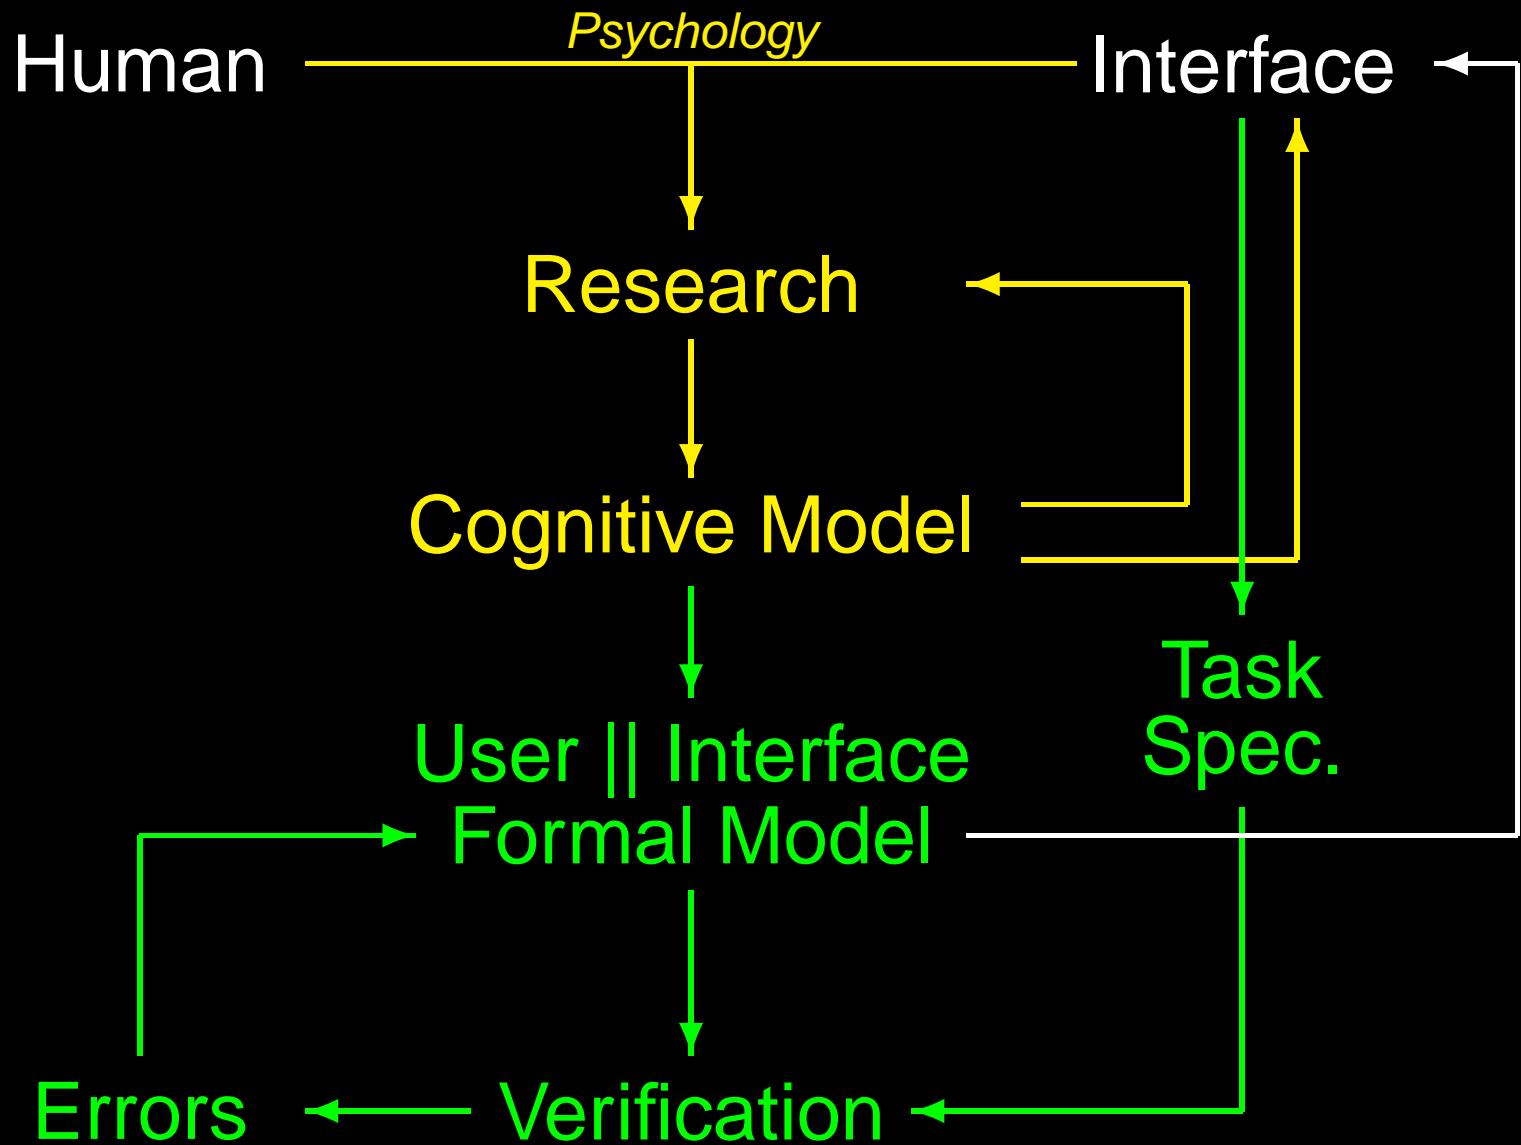 Psychology
Human
Interface
Research
Cognitive Model
Task
Spec.
User || Interface
Formal Model
Errors
Verification